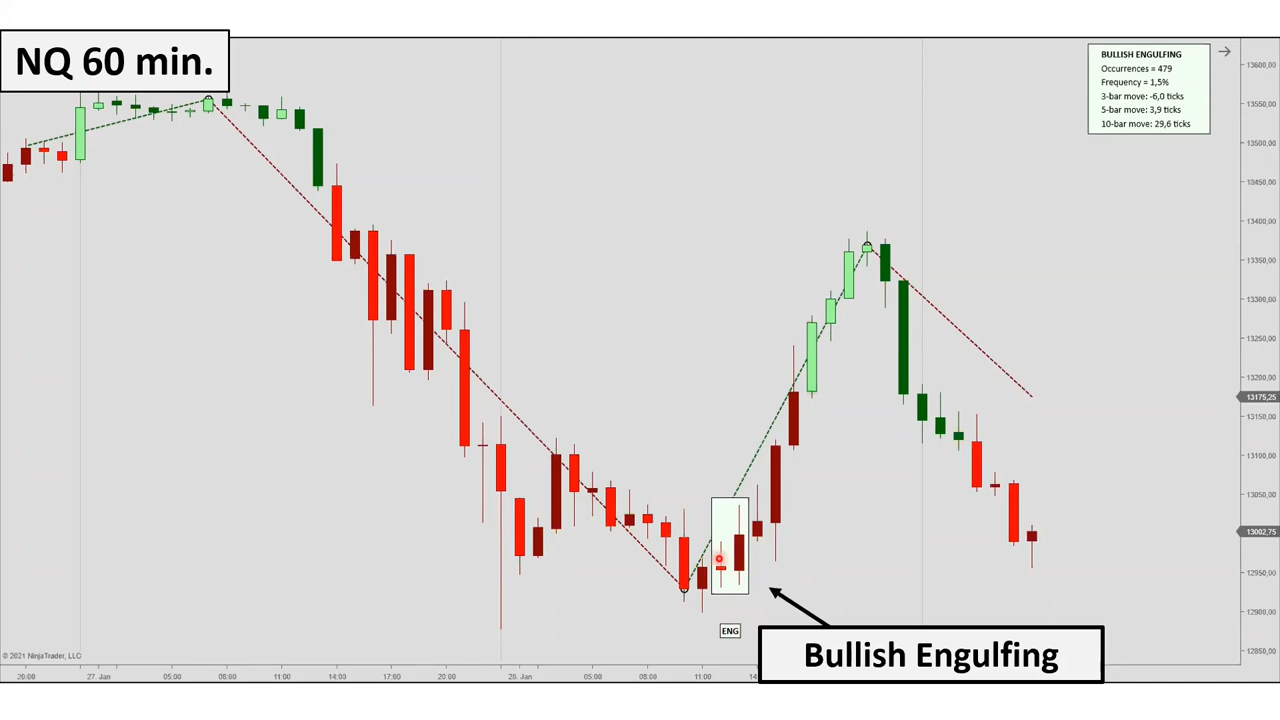 NQ 60 min.
BULLISH ENGULFING
Occurrences = 479
Frequency = 1,5%
3-bar move: -6,0 ticks
5-bar move: 3,9 ticks
10-bar move: 29,6 ticks
13600,00
13550,00
13500,00
13450,00
13400,00
13350,00
13300,00
13250,00
13200,00
13175,25
13150,00
13100,00
13050,00
13002,75
12950,00
12900,00
12850,00
ENG
Bullish Engulfing
© 2021 NinjaTrader, LLC
20:00 27. Jan 05:00 08:00 11:00 14:00 17:00 20:00 28. Jan 05:00 08:00 11:00